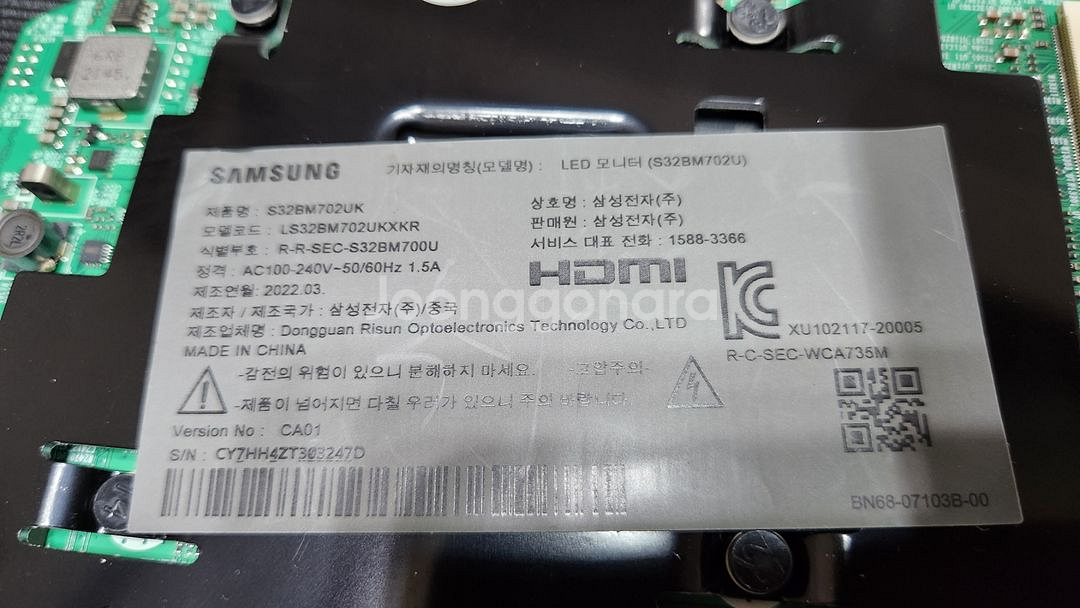 SAMSUNG
기자재의명칭(모델명) : LED 모니터 (S32BM702U)
제품명 : S32BM702UK
모델코드 : LS32BM702UKXKR
식별부호 : R-R-SEC-S32BM700U
정격 : AC100-240V~50/60Hz 1.5A
제조연월: 2022.03.
제조자 / 제조국가 : 삼성전자(주)/중국
제조업체명 : Dongguan Risun Optoelectronics Technology Co.,LTD
MADE IN CHINA
상호명 : 삼성전자(주)
판매원 : 삼성전자(주)
서비스 대표 전화 : 1588-3366
HDMI
KC
XU102117-20005
R-C-SEC-WCA735M
-감전의 위험이 있으니 분해하지 마세요. -고압주의-
-제품이 넘어지면 다칠 우려가 있으니 주의 바랍니다.
Version No : CA01
S/N : CY7HH4ZT303247D
BN68-07103B-00
Joonggonara
2R2L